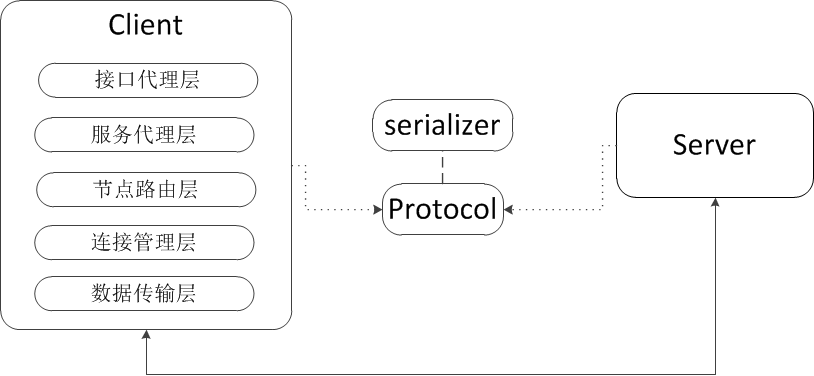 Client
接口代理层
服务代理层
节点路由层
连接管理层
数据传输层
serializer
Protocol
Server